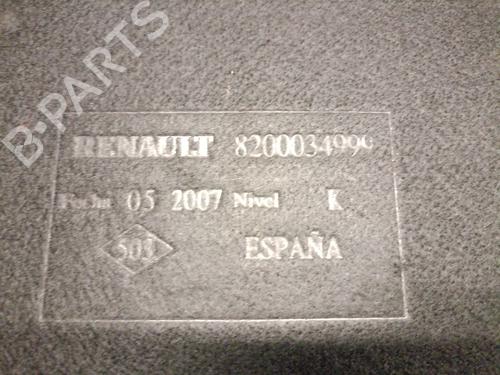 B-PARTS
RENAULT 8200034999
Fecha 05 2007 Nivel K
503 ESPAÑA